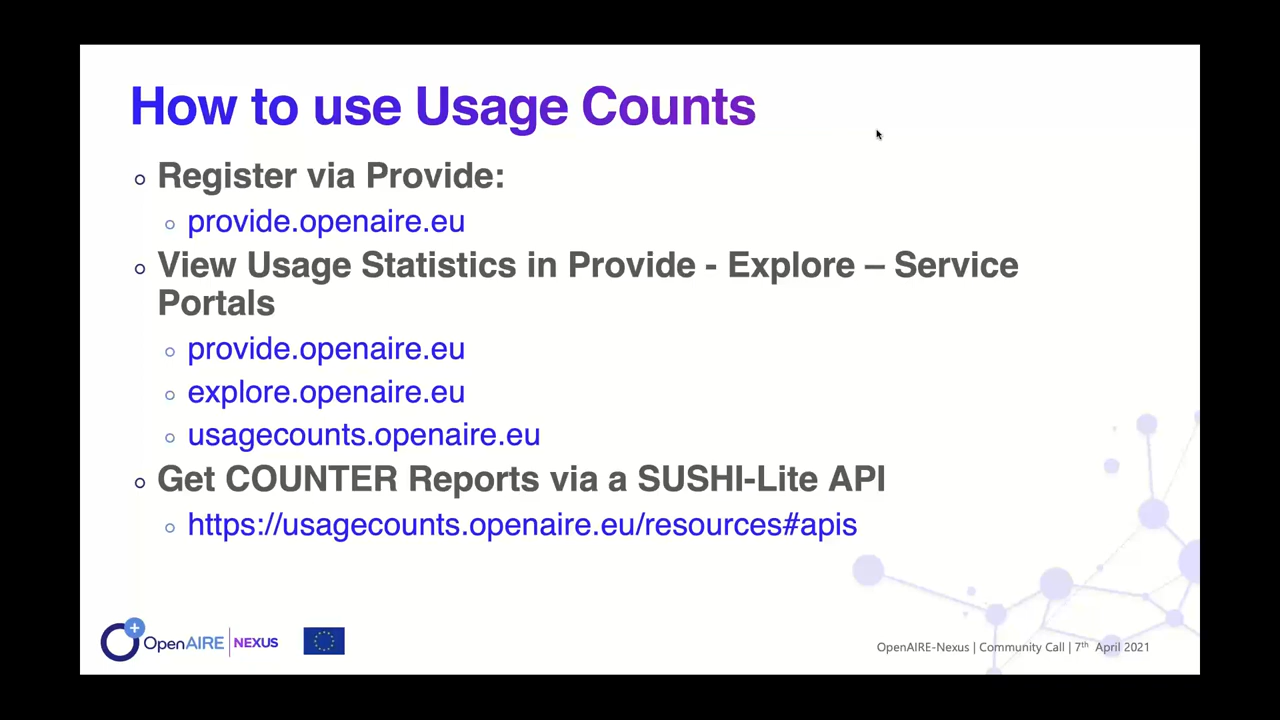 How to use Usage Counts
Register via Provide:
provide.openaire.eu
View Usage Statistics in Provide - Explore – Service
Portals
provide.openaire.eu
explore.openaire.eu
usagecounts.openaire.eu
Get COUNTER Reports via a SUSHI-Lite API
https://usagecounts.openaire.eu/resources#apis
OpenAIRE | NEXUS
OpenAIRE-Nexus | Community Call | 7th April 2021